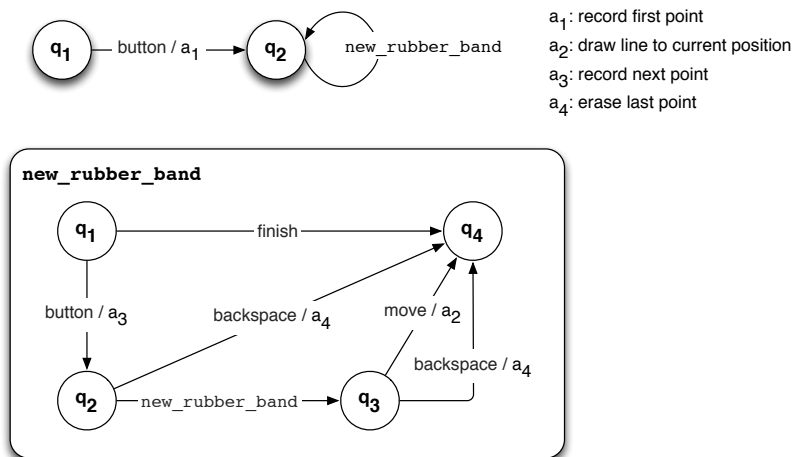 q1
button / a1
q2
new_rubber_band
a1: record first point
a2: draw line to current position
a3: record next point
a4: erase last point
new_rubber_band
q1
finish
q4
button / a3
backspace / a4
move / a2
backspace / a4
q2
new_rubber_band
q3